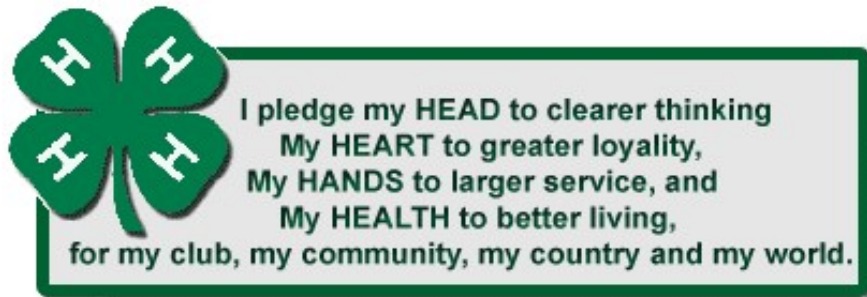 H H
I pledge my HEAD to clearer thinking
My HEART to greater loyality,
My HANDS to larger service, and
H H
My HEALTH to better living,
for my club, my community, my country and my world.